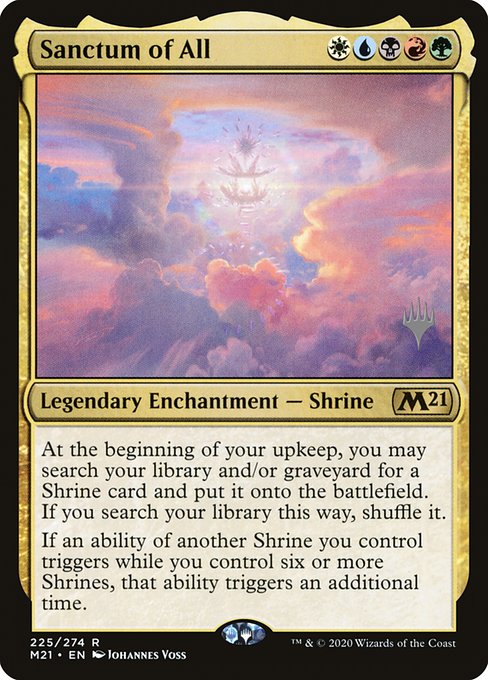 Sanctum of All
Legendary Enchantment — Shrine
M21
At the beginning of your upkeep, you may
search your library and/or graveyard for a
Shrine card and put it onto the battlefield.
If you search your library this way, shuffle it.
If an ability of another Shrine you control
triggers while you control six or more
Shrines, that ability triggers an additional
time.
225/274 R
M21 • EN Johannes Voss
™ & © 2020 Wizards of the Coast